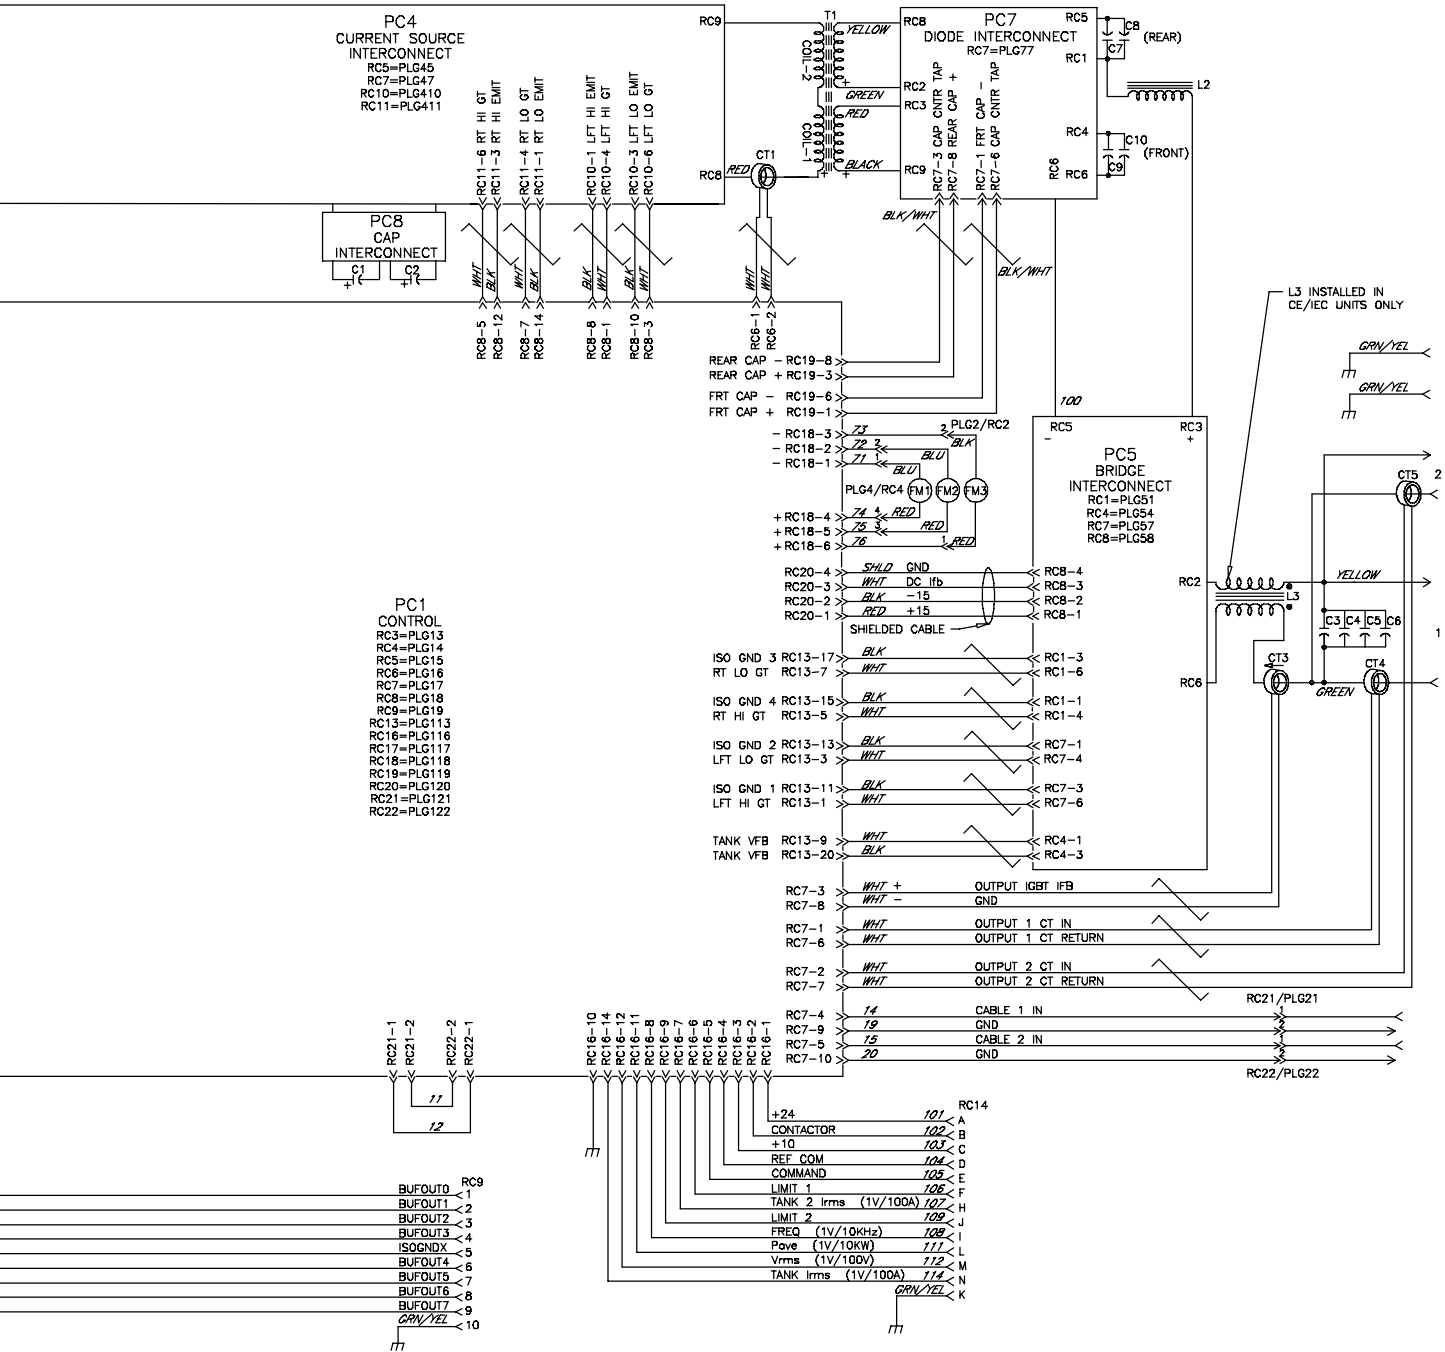 PC4
CURRENT SOURCE
INTERCONNECT
RC5=PLG45
RC7=PLG47
RC10=PLG410
RC11=PLG411
RC11-6 RT HI GT
RC11-3 RT HI EMIT
RC11-4 RT LO GT
RC11-1 RT LO EMIT
RC10-1 LFT HI EMIT
RC10-4 LFT HI GT
RC10-3 LFT LO EMIT
RC10-6 LFT LO GT
RC9
RC8
RED
CT1
T1
COIL-2
COIL-1
YELLOW
+
GREEN
RED
BLACK
+
+
RC8
RC2
RC3
RC9
PC7
DIODE INTERCONNECT
RC7=PLG77
RC7-3 CAP CNTR TAP
RC7-8 REAR CAP +
RC7-1 FRT CAP -
RC7-6 CAP CNTR TAP
RC6
RC5
RC1
RC4
RC6
C8
C7
(REAR)
L2
C10
C9
(FRONT)
PC8
CAP
INTERCONNECT
C1
+
C2
+
WHT
BLK
WHT
BLK
BLK
WHT
BLK
WHT
WHT
WHT
BLK/WHT
BLK/WHT
RC8-5
RC8-12
RC8-7
RC8-14
RC8-8
RC8-1
RC8-10
RC8-3
RC6-1
RC6-2
L3 INSTALLED IN
CE/IEC UNITS ONLY
GRN/YEL
GRN/YEL
REAR CAP - RC19-8
REAR CAP + RC19-3
FRT CAP - RC19-6
FRT CAP + RC19-1
100
- RC18-3 73 2 PLG2/RC2
BLK
- RC18-2 72 2 BLU
- RC18-1 71 1 BLU
PLG4/RC4 FM1 FM2 FM3
+ RC18-4 74 4 RED
+ RC18-5 75 3 RED
+ RC18-6 76 1 RED
RC5
-
RC3
+
PC5
BRIDGE
INTERCONNECT
RC1=PLG51
RC4=PLG54
RC7=PLG57
RC8=PLG58
CT5
2
RC20-4 SHLD GND RC8-4
RC20-3 WHT DC Ifb RC8-3
RC20-2 BLK -15 RC8-2
RC20-1 RED +15 RC8-1
SHIELDED CABLE
RC2
L3
YELLOW
C3 C4 C5 C6
1
RC6
CT3
GREEN
CT4
PC1
CONTROL
RC3=PLG13
RC4=PLG14
RC5=PLG15
RC6=PLG16
RC7=PLG17
RC8=PLG18
RC9=PLG19
RC13=PLG113
RC16=PLG116
RC17=PLG117
RC18=PLG118
RC19=PLG119
RC20=PLG120
RC21=PLG121
RC22=PLG122
ISO GND 3 RC13-17 BLK RC1-3
RT LO GT RC13-7 WHT RC1-6
ISO GND 4 RC13-15 BLK RC1-1
RT HI GT RC13-5 WHT RC1-4
ISO GND 2 RC13-13 BLK RC7-1
LFT LO GT RC13-3 WHT RC7-4
ISO GND 1 RC13-11 BLK RC7-3
LFT HI GT RC13-1 WHT RC7-6
TANK VFB RC13-9 WHT RC4-1
TANK VFB RC13-20 BLK RC4-3
RC7-3 WHT + OUTPUT IGBT IFB
RC7-8 WHT - GND
RC7-1 WHT OUTPUT 1 CT IN
RC7-6 WHT OUTPUT 1 CT RETURN
RC7-2 WHT OUTPUT 2 CT IN
RC7-7 WHT OUTPUT 2 CT RETURN
RC21/PLG21
RC7-4 14 CABLE 1 IN 1
RC7-9 19 GND 2
RC7-5 15 CABLE 2 IN 1
RC7-10 20 GND 2
RC22/PLG22
RC21-1
RC21-2
RC22-2
RC22-1
11
12
RC16-10
RC16-14
RC16-12
RC16-11
RC16-8
RC16-9
RC16-7
RC16-6
RC16-5
RC16-4
RC16-3
RC16-2
RC16-1
RC14
+24 101 A
CONTACTOR 102 B
+10 103 C
REF COM 104 D
COMMAND 105 E
LIMIT 1 106 F
TANK 2 Irms (1V/100A) 107 H
LIMIT 2 109 J
FREQ (1V/10KHz) 108 I
Pave (1V/10KW) 111 L
Vrms (1V/100V) 112 M
TANK Irms (1V/100A) 114 N
GRN/YEL K
RC9
BUFOUT0 1
BUFOUT1 2
BUFOUT2 3
BUFOUT3 4
ISOGNDX 5
BUFOUT4 6
BUFOUT5 7
BUFOUT6 8
BUFOUT7 9
GRN/YEL 10